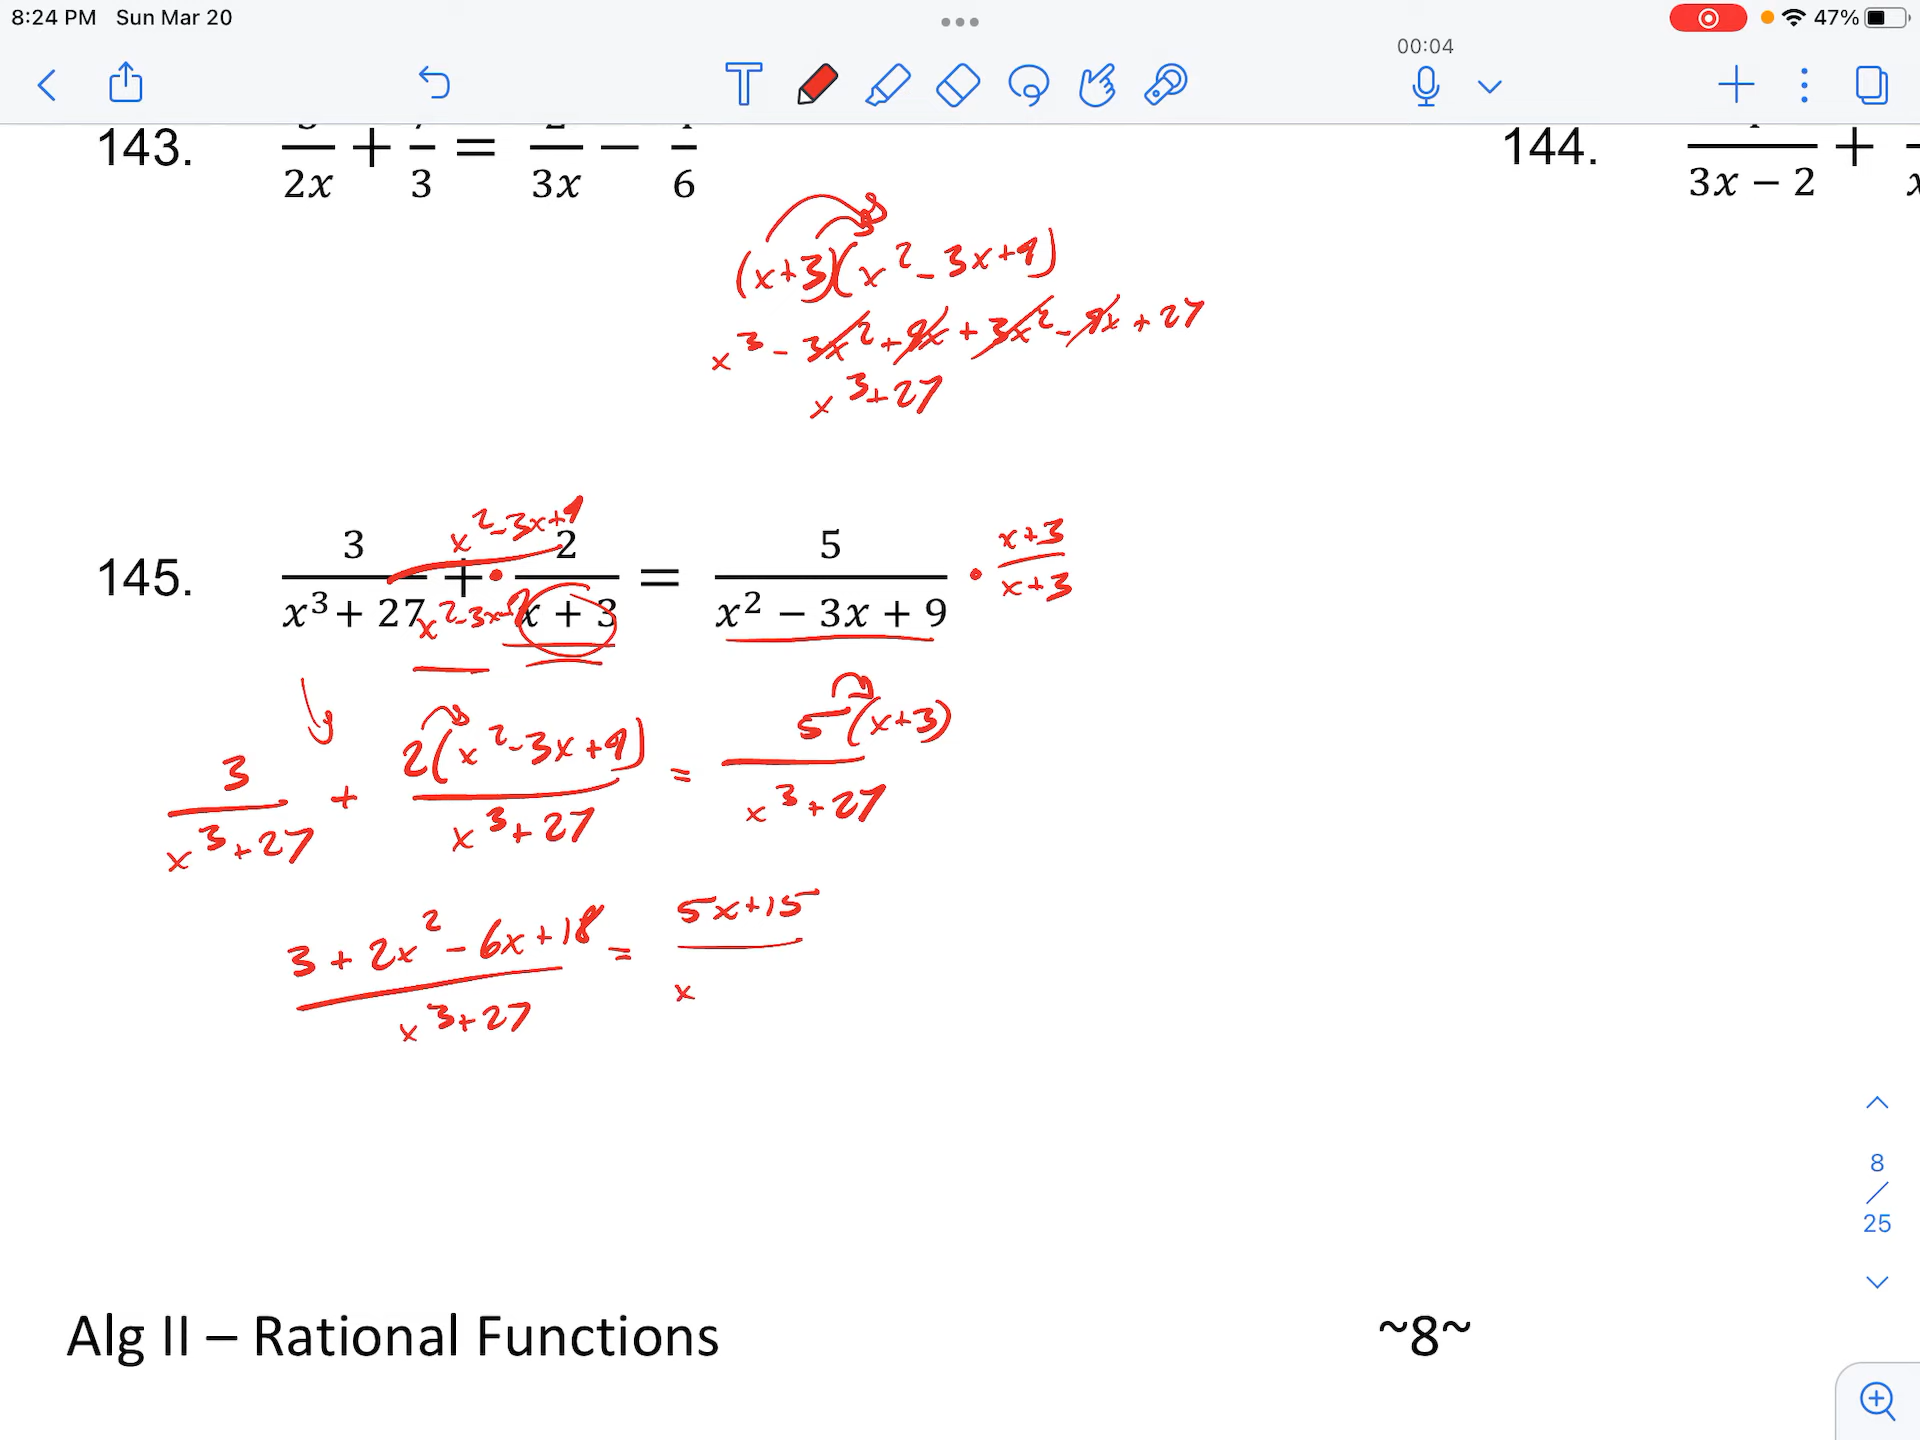 8:24 PM Sun Mar 20
47%
00:04
143. /2x + /3 = /3x − /6
144. /(3x − 2) +
(x+3)(x²-3x+9)
x³-3x²+9x+3x²-9x+27
x³+27
x²-3x+9
145. 3/(x³ + 27) + 2/(x + 3) = 5/(x² − 3x + 9) · (x+3)/(x+3)
3/(x³+27) + 2(x²-3x+9)/(x³+27) = 5(x+3)/(x³+27)
(3+2x²-6x+18)/(x³+27) = (5x+15)/x
8
/
25
Alg II – Rational Functions
~8~